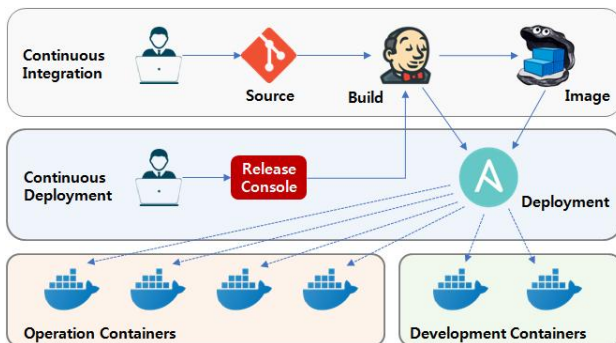 Continuous
Integration
Source
Build
Image
Continuous
Deployment
Release
Console
Deployment
Operation Containers
Development Containers